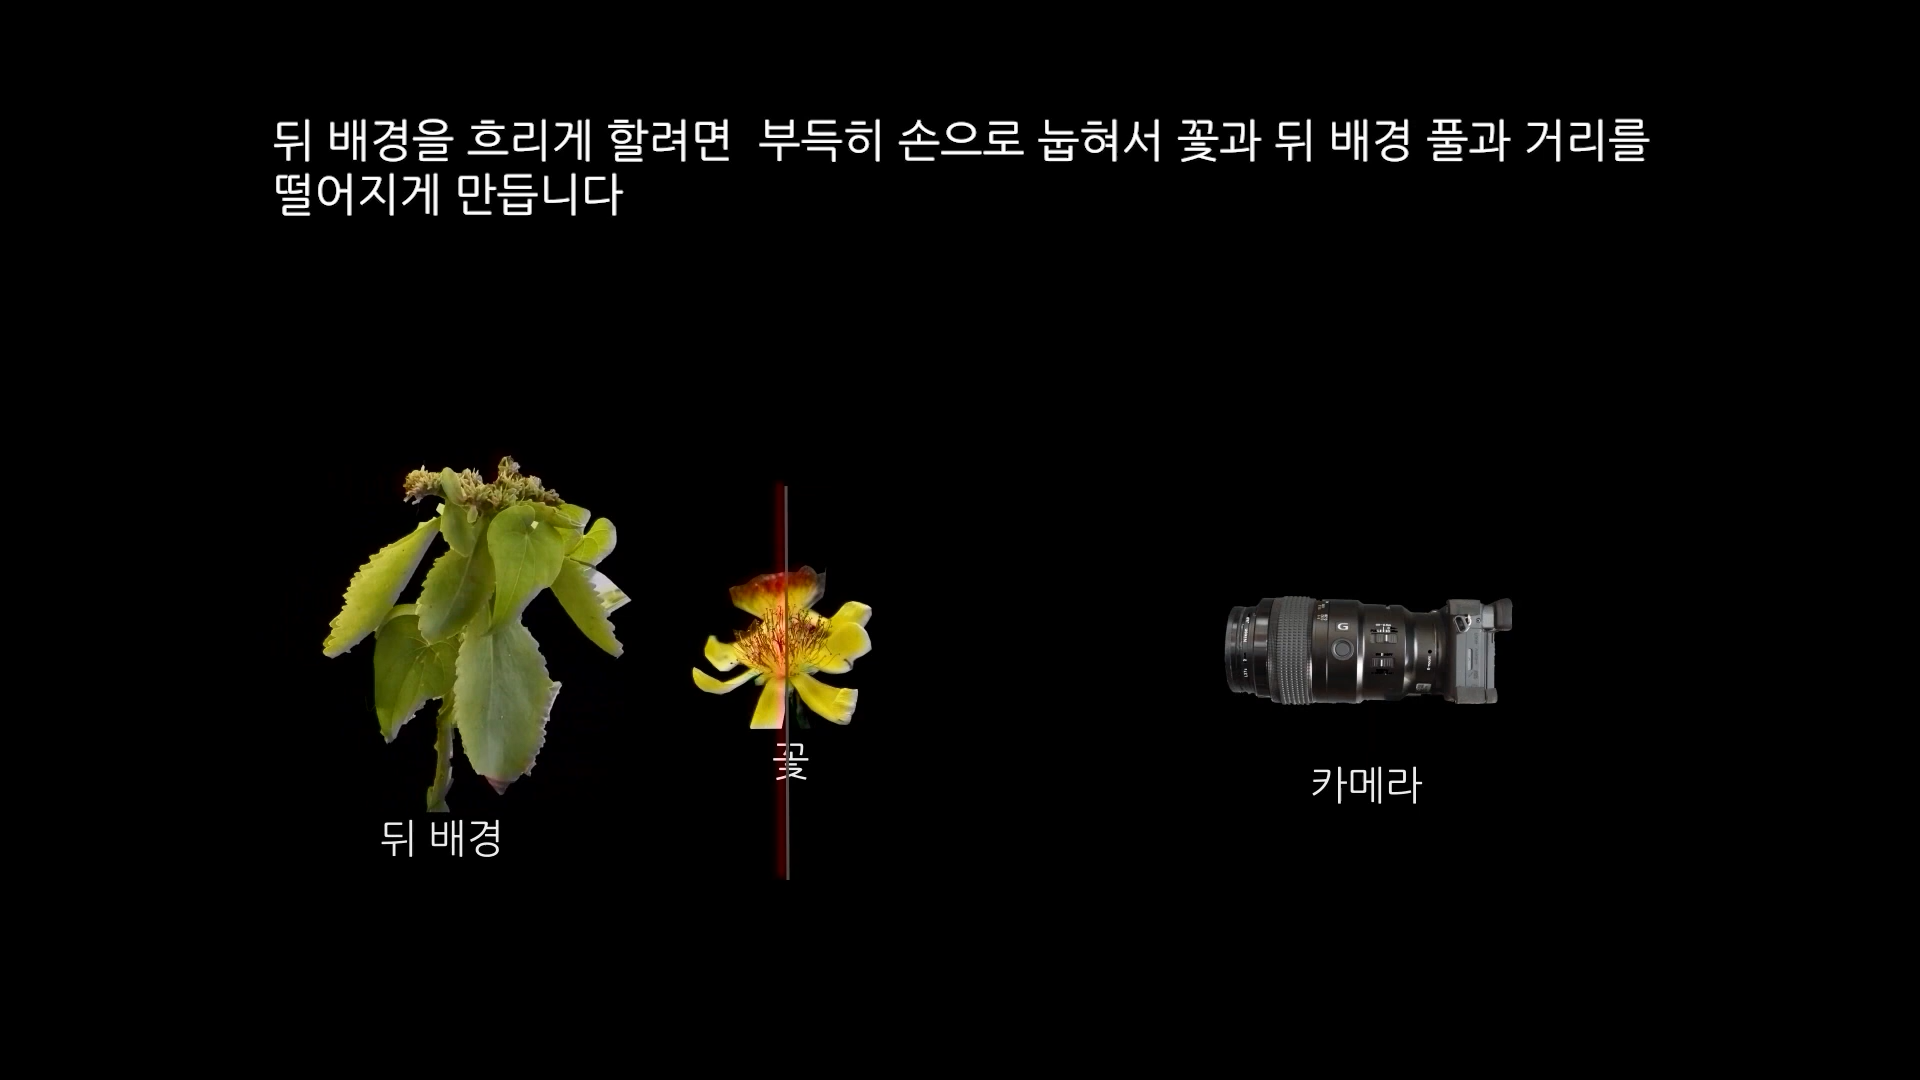 뒤 배경을 흐리게 할려면  부득히 손으로 눕혀서 꽃과 뒤 배경 풀과 거리를
떨어지게 만듭니다
G
꽃
카메라
뒤 배경